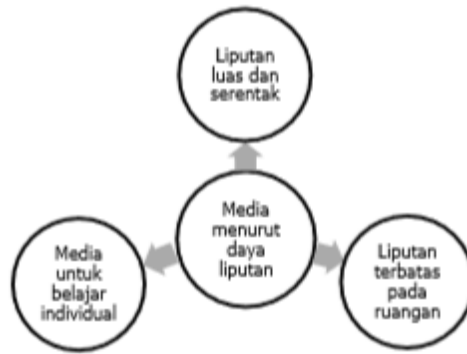 Liputan
luas dan
serentak
Media
menurut
daya
liputan
Media
untuk
belajar
individual
Liputan
terbatas
pada
ruangan